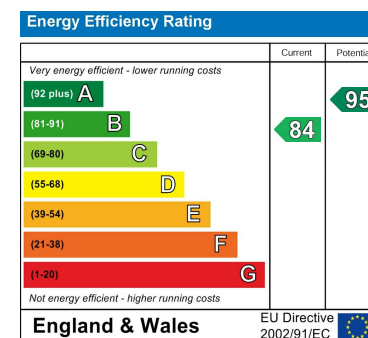 Energy Efficiency Rating
Current Potentia
Very energy efficient - lower running costs
(92 plus) A
95
(81-91) B
84
(69-80) C
(55-68) D
(39-54) E
(21-38) F
(1-20) G
Not energy efficient - higher running costs
England & Wales
EU Directive
2002/91/EC